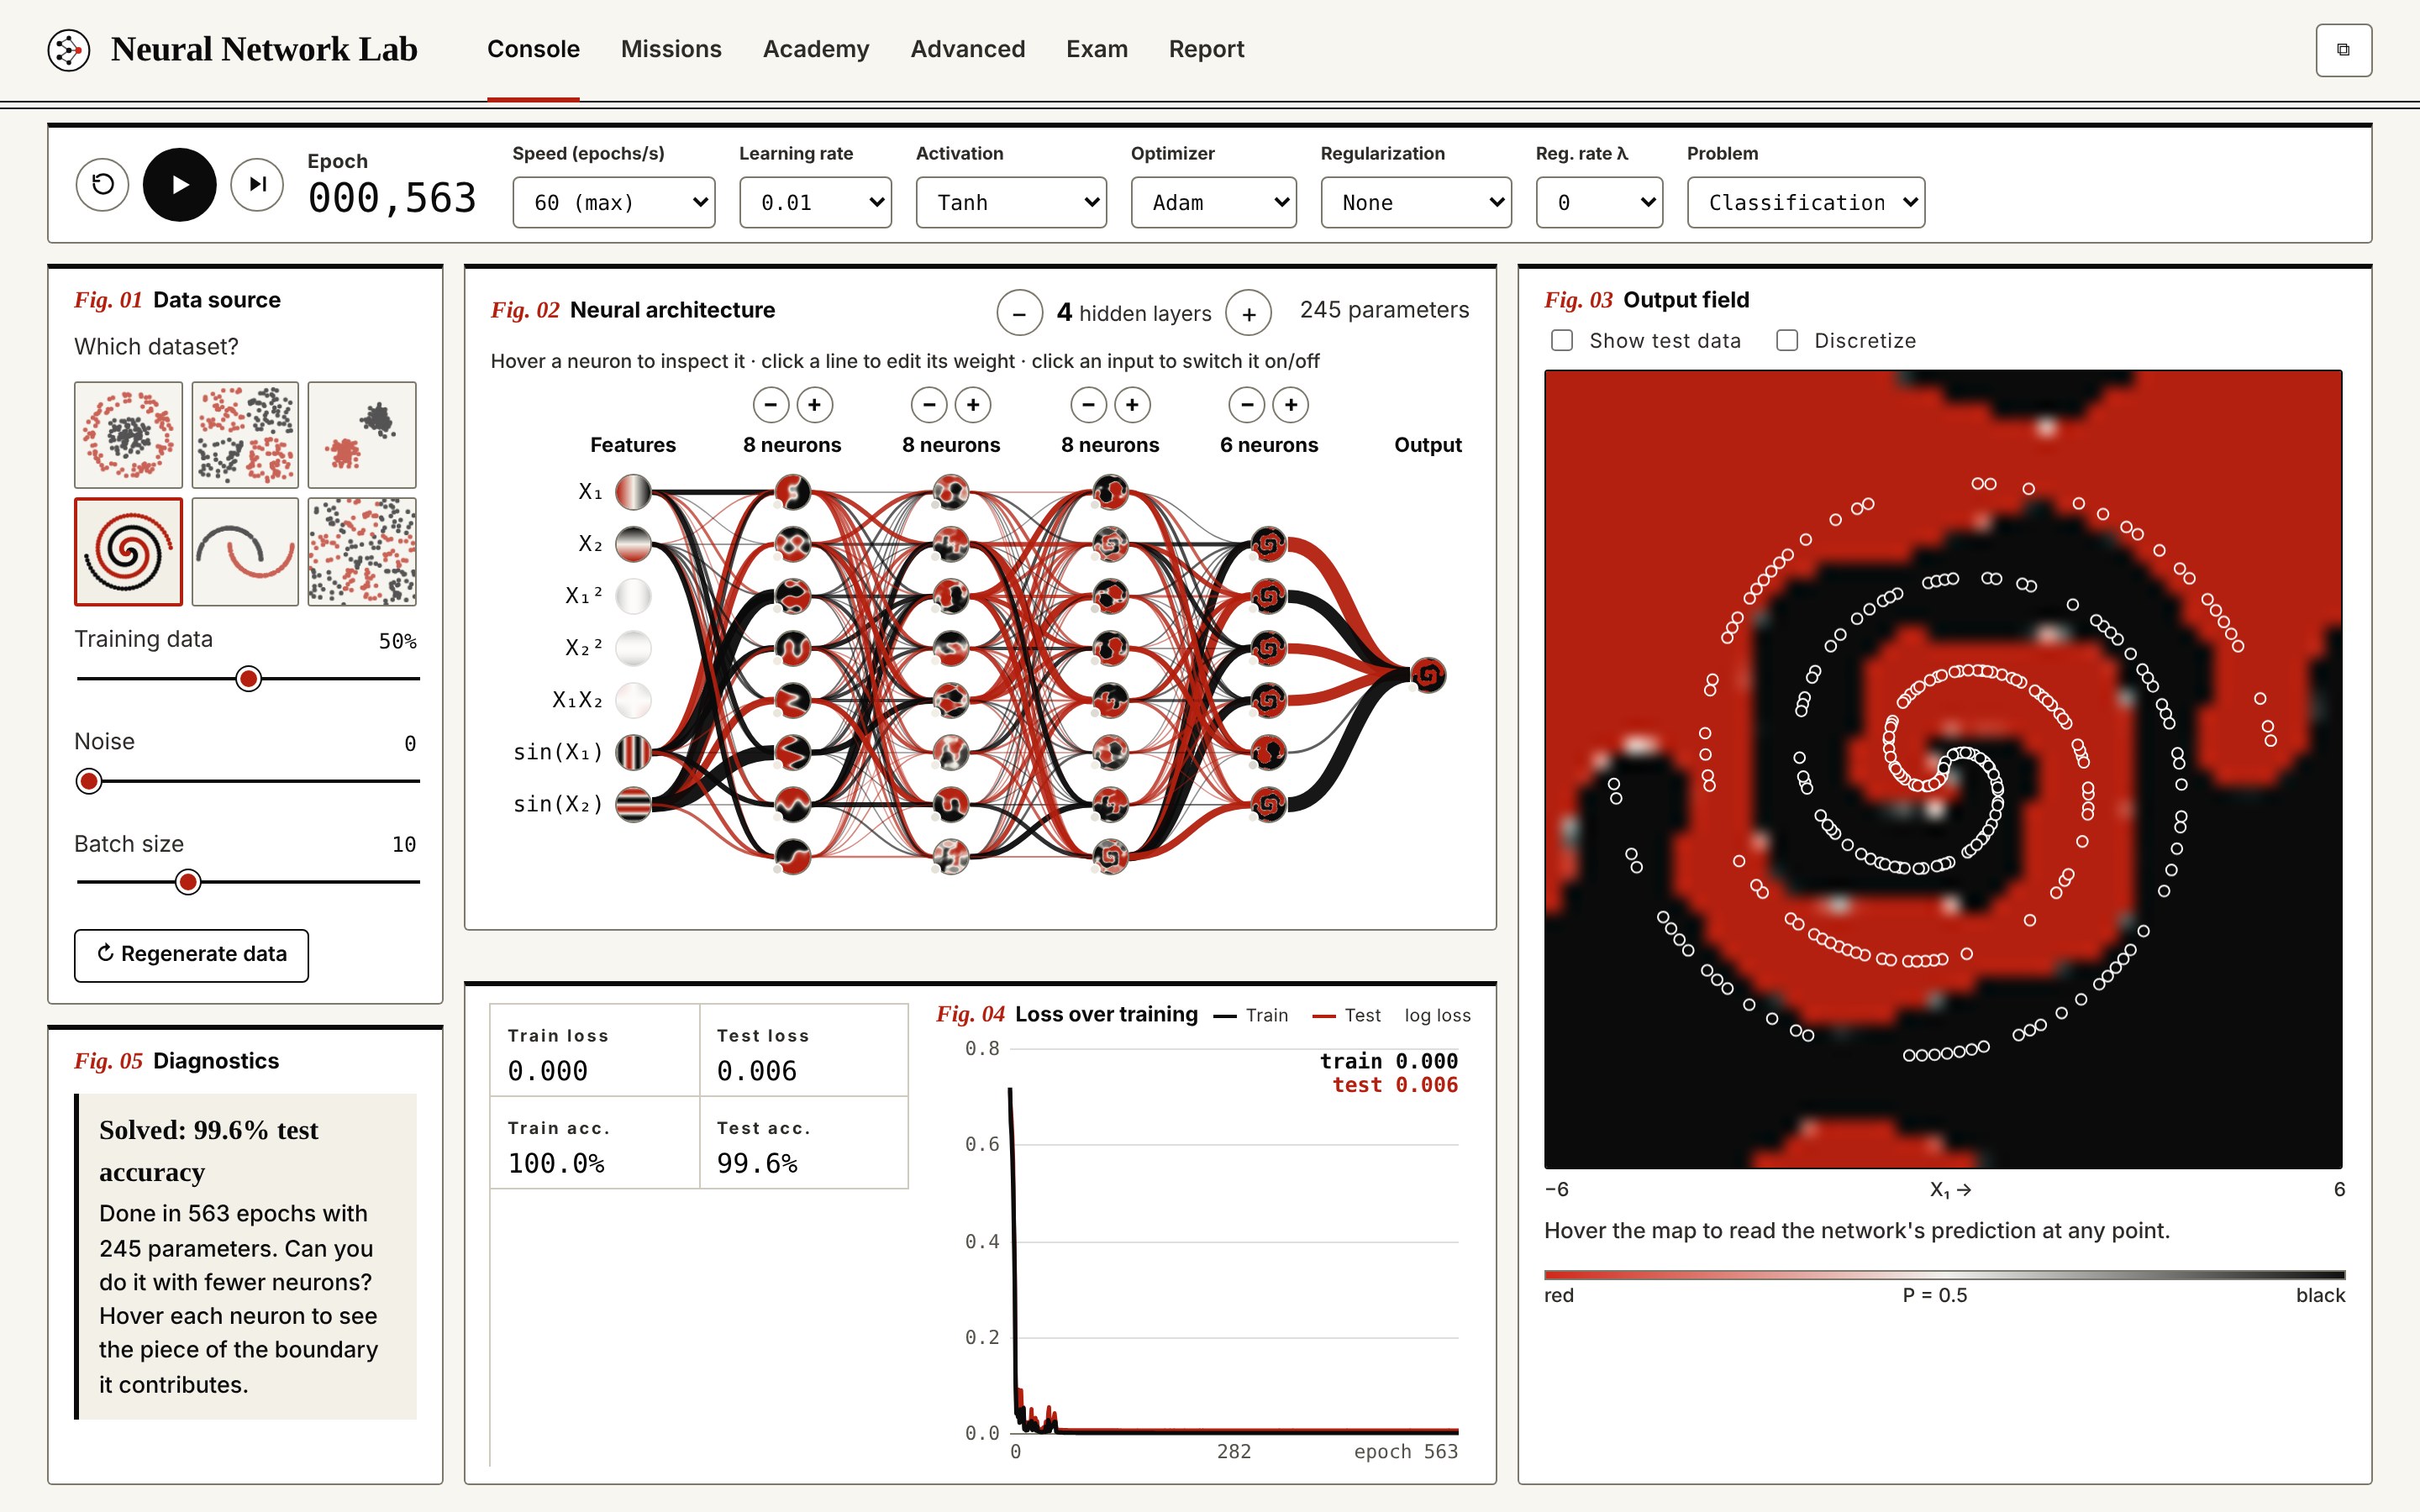 Neural Network Lab
Console
Missions
Academy
Advanced
Exam
Report
Epoch
000,563
Speed (epochs/s)
60 (max)
Learning rate
0.01
Activation
Tanh
Optimizer
Adam
Regularization
None
Reg. rate λ
0
Problem
Classification
Fig. 01 Data source
Which dataset?
Training data 50%
Noise 0
Batch size 10
↻ Regenerate data
Fig. 05 Diagnostics
Solved: 99.6% test
accuracy
Done in 563 epochs with
245 parameters. Can you
do it with fewer neurons?
Hover each neuron to see
the piece of the boundary
it contributes.
Fig. 02 Neural architecture
− 4 hidden layers +
245 parameters
Hover a neuron to inspect it · click a line to edit its weight · click an input to switch it on/off
− + − + − + − +
Features 8 neurons 8 neurons 8 neurons 6 neurons Output
X₁
X₂
X₁²
X₂²
X₁X₂
sin(X₁)
sin(X₂)
Train loss
0.000
Test loss
0.006
Train acc.
100.0%
Test acc.
99.6%
Fig. 04 Loss over training
Train Test log loss
train 0.000
test 0.006
0.8
0.6
0.4
0.2
0.0
0 282 epoch 563
Fig. 03 Output field
Show test data Discretize
−6 X₁ → 6
Hover the map to read the network's prediction at any point.
red P = 0.5 black